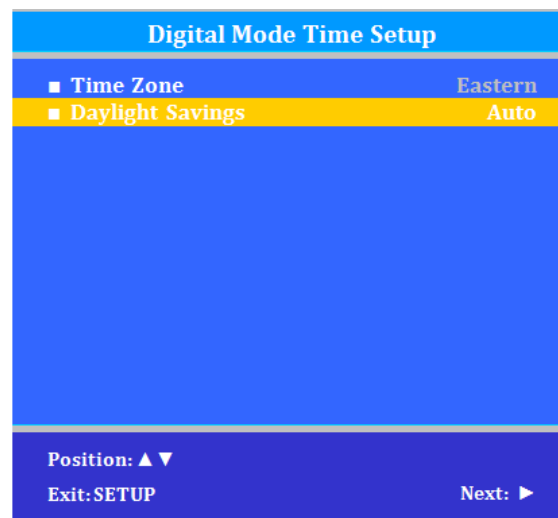 Digital Mode Time Setup
■ Time Zone Eastern
■ Daylight Savings Auto
Position: ▲ ▼
Exit: SETUP Next: ►